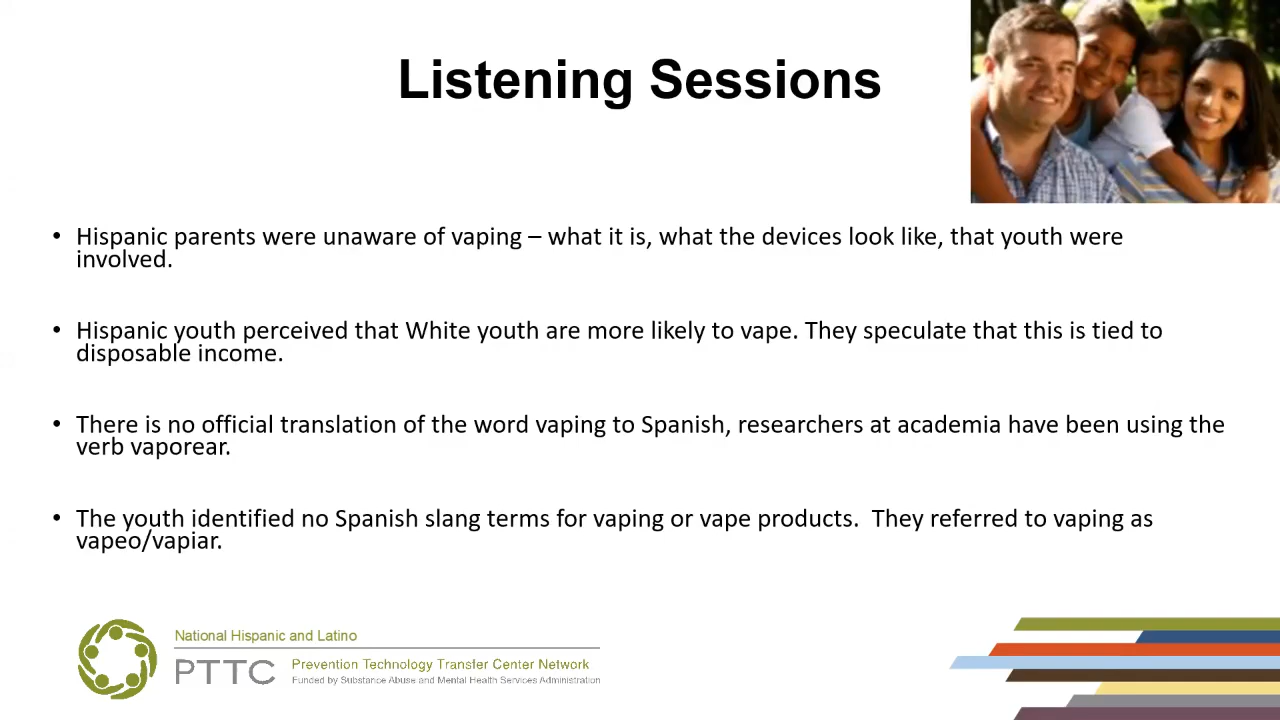 Listening Sessions
• Hispanic parents were unaware of vaping – what it is, what the devices look like, that youth were
involved.
• Hispanic youth perceived that White youth are more likely to vape. They speculate that this is tied to
disposable income.
• There is no official translation of the word vaping to Spanish, researchers at academia have been using the
verb vaporear.
• The youth identified no Spanish slang terms for vaping or vape products.  They referred to vaping as
vapeo/vapiar.
National Hispanic and Latino
PTTC
Prevention Technology Transfer Center Network
Funded by Substance Abuse and Mental Health Services Administration